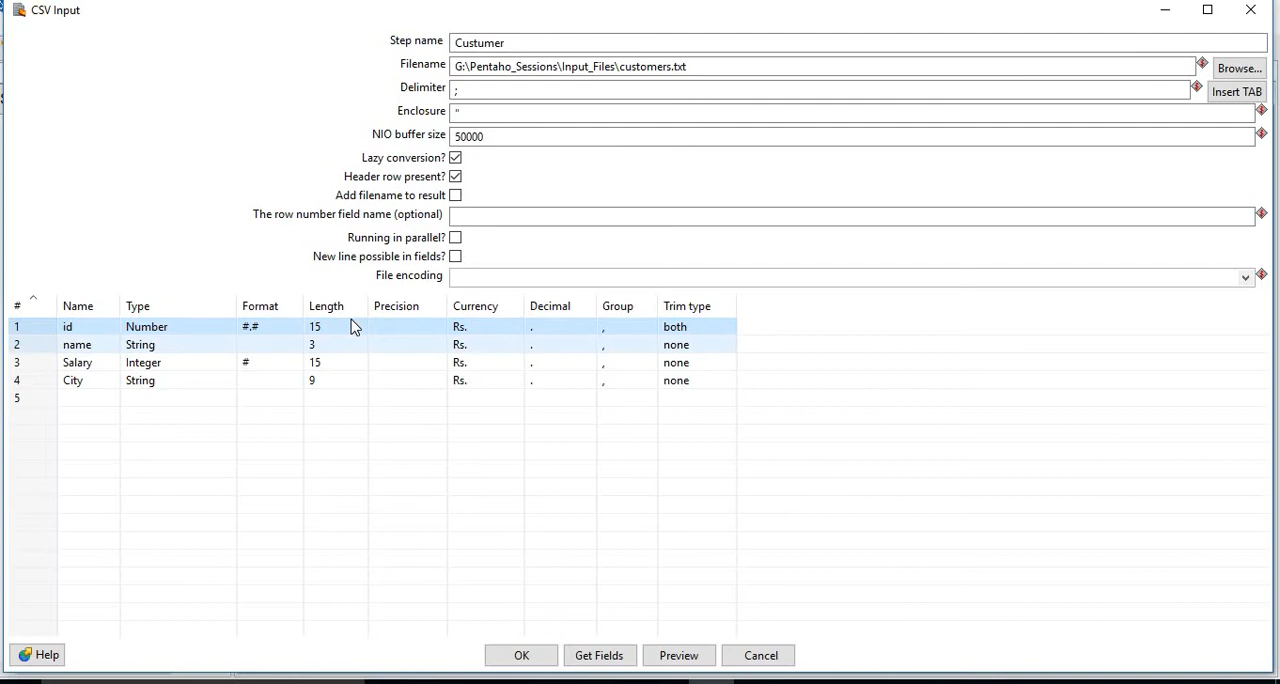 CSV Input
Step name Custumer
Filename G:\Pentaho_Sessions\Input_Files\custtomers.txt Browse...
Delimiter ; Insert TAB
Enclosure "
NIO buffer size 50000
Lazy conversion?
Header row present?
Add filename to result
The row number field name (optional)
Running in parallel?
New line possible in fields?
File encoding
# Name Type Format Length Precision Currency Decimal Group Trim type
1 id Number #.# 15 Rs. . , both
2 name String 3 Rs. . , none
3 Salary Integer # 15 Rs. . , none
4 City String 9 Rs. . , none
5
Help OK Get Fields Preview Cancel